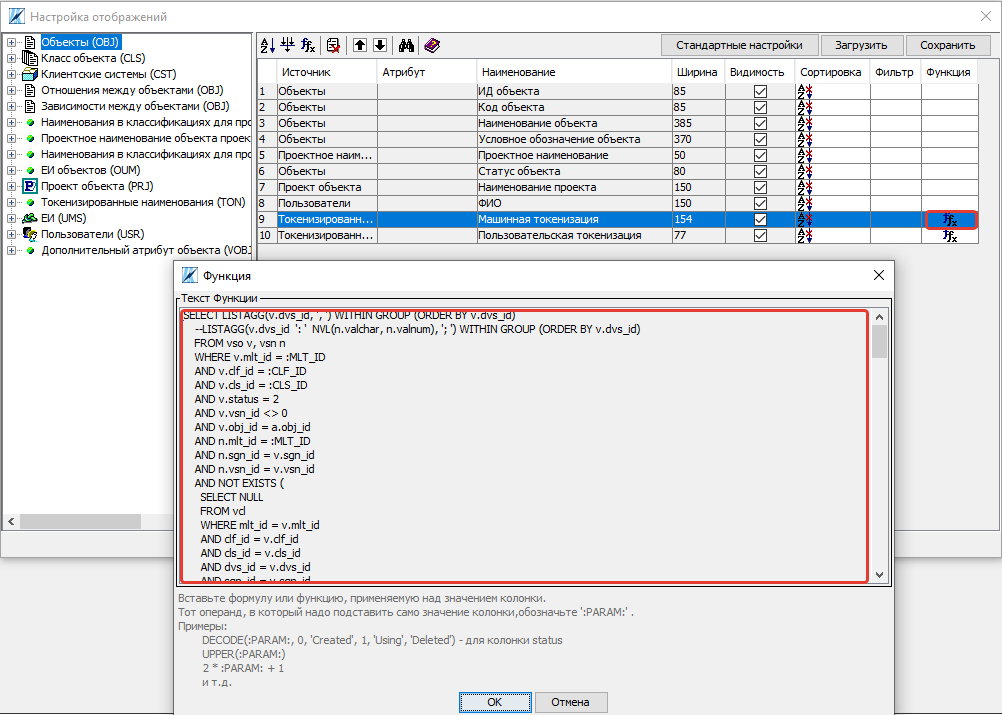 Настройка отображений
Объекты (OBJ)
Класс объекта (CLS)
Клиентские системы (CST)
Отношения между объектами (OBJ)
Зависимости между объектами (OBJ)
Наименования в классификациях для про
Проектное наименование объекта проек
Наименования в классификациях для про
ЕИ объектов (OUM)
Проект объекта (PRJ)
Токенизированные наименования (TON)
ЕИ (UMS)
Пользователи (USR)
Дополнительный атрибут объекта (VOBJ
Стандартные настройки Загрузить Сохранить
Источник Атрибут Наименование Ширина Видимость Сортировка Фильтр Функция
1 Объекты ИД объекта 85
2 Объекты Код объекта 85
3 Объекты Наименование объекта 385
4 Объекты Условное обозначение объекта 370
5 Проектное наим... Проектное наименование 50
6 Объекты Статус объекта 80
7 Проект объекта Наименование проекта 150
8 Пользователи ФИО 150
9 Токенизированн... Машинная токенизация 154
10 Токенизированн... Пользовательская токенизация 77
Функция
Текст Функции
SELECT LISTAGG(v.dvs_id, ', ') WITHIN GROUP (ORDER BY v.dvs_id)
--LISTAGG(v.dvs_id ': ' NVL(n.valchar, n.valnum), '; ') WITHIN GROUP (ORDER BY v.dvs_id)
FROM vso v, vsn n
WHERE v.mlt_id = :MLT_ID
AND v.clf_id = :CLF_ID
AND v.cls_id = :CLS_ID
AND v.status = 2
AND v.vsn_id <> 0
AND v.obj_id = a.obj_id
AND n.mlt_id = :MLT_ID
AND n.sgn_id = v.sgn_id
AND n.vsn_id = v.vsn_id
AND NOT EXISTS (
SELECT NULL
FROM vcl
WHERE mlt_id = v.mlt_id
AND clf_id = v.clf_id
AND cls_id = v.cls_id
AND dvs_id = v.dvs_id
AND sgn_id = v.sgn_id
Вставьте формулу или функцию, применяемую над значением колонки.
Тот операнд, в который надо подставить само значение колонки,обозначьте ':PARAM:' .
Примеры:
DECODE(:PARAM:, 0, 'Created', 1, 'Using', 'Deleted') - для колонки status
UPPER(:PARAM:)
2 * :PARAM: + 1
и т.д.
OK Отмена